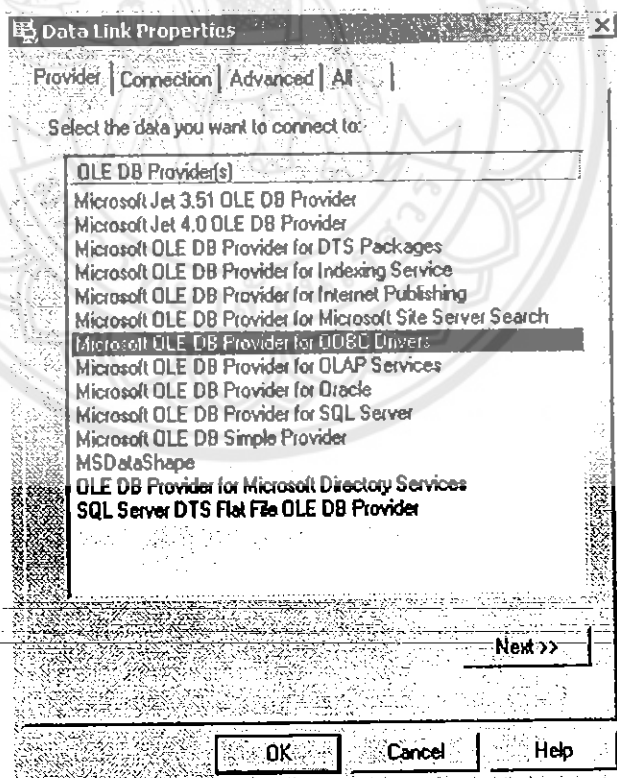 Data Link Properties
Provider Connection Advanced All
Select the data you want to connect to:
OLE DB Provider(s)
Microsoft Jet 3.51 OLE DB Provider
Microsoft Jet 4.0 OLE DB Provider
Microsoft OLE DB Provider for DTS Packages
Microsoft OLE DB Provider for Indexing Service
Microsoft OLE DB Provider for Internet Publishing
Microsoft OLE DB Provider for Microsoft Site Server Search
Microsoft OLE DB Provider for ODBC Drivers
Microsoft OLE DB Provider for OLAP Services
Microsoft OLE DB Provider for Oracle
Microsoft OLE DB Provider for SQL Server
Microsoft OLE DB Simple Provider
MSDataShape
OLE DB Provider for Microsoft Directory Services
SQL Server DTS Flat File OLE DB Provider
Next >>
OK Cancel Help